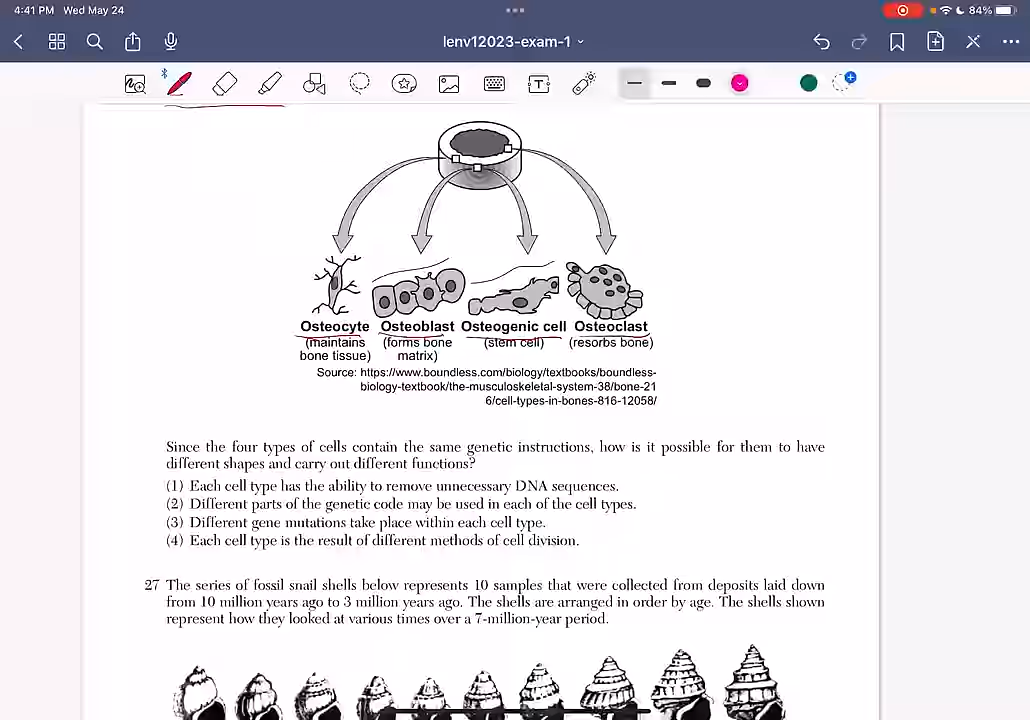 4:41 PM Wed May 24
84%
lenv12023-exam-1
T
Osteocyte Osteoblast Osteogenic cell Osteoclast
(maintains (forms bone (stem cell) (resorbs bone)
bone tissue) matrix)
Source: https://www.boundless.com/biology/textbooks/boundless-
biology-textbook/the-musculoskeletal-system-38/bone-21
6/cell-types-in-bones-816-12058/
Since the four types of cells contain the same genetic instructions, how is it possible for them to have
different shapes and carry out different functions?
(1) Each cell type has the ability to remove unnecessary DNA sequences.
(2) Different parts of the genetic code may be used in each of the cell types.
(3) Different gene mutations take place within each cell type.
(4) Each cell type is the result of different methods of cell division.
27 The series of fossil snail shells below represents 10 samples that were collected from deposits laid down
from 10 million years ago to 3 million years ago. The shells are arranged in order by age. The shells shown
represent how they looked at various times over a 7-million-year period.